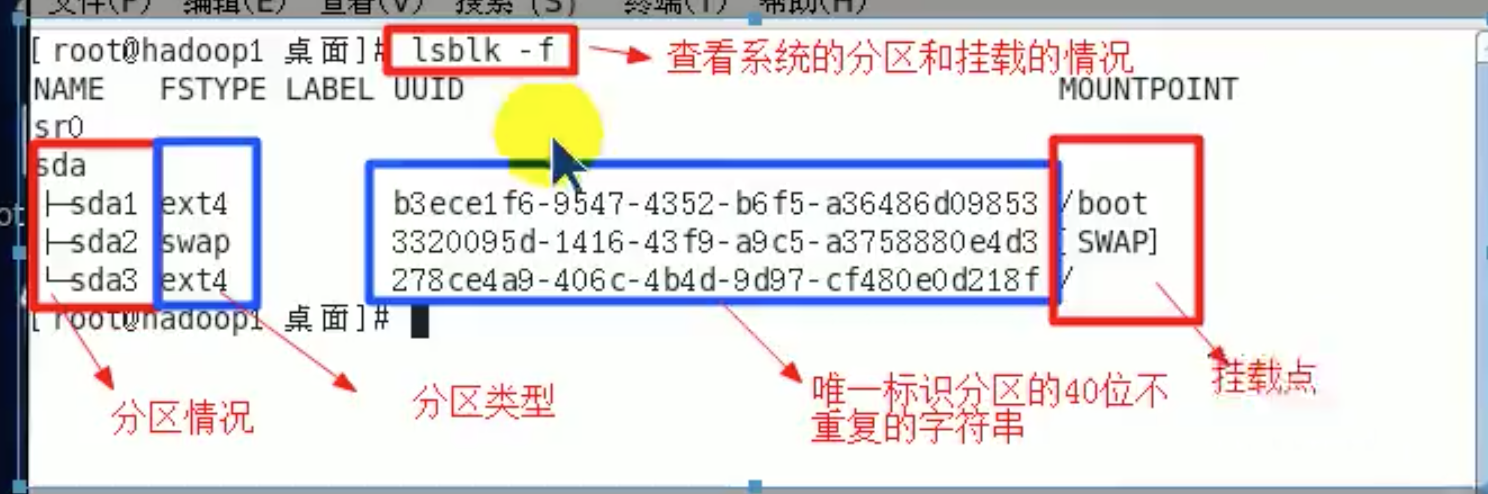 文件(F) 编辑(E) 查看(V) 搜索 (S) 终端(T) 帮助(H)
[root@hadoop1 桌面]# lsblk -f 查看系统的分区和挂载的情况
NAME FSTYPE LABEL UUID MOUNTPOINT
sr0
sda
├─sda1 ext4 b3ece1f6-9547-4352-b6f5-a36486d09853 /boot
├─sda2 swap 3320095d-1416-43f9-a9c5-a3758880e4d3 [SWAP]
└─sda3 ext4 278ce4a9-406c-4b4d-9d97-cf480e0d218f /
[root@hadoop1 桌面]#
分区情况
分区类型
唯一标识分区的40位不
重复的字符串
挂载点